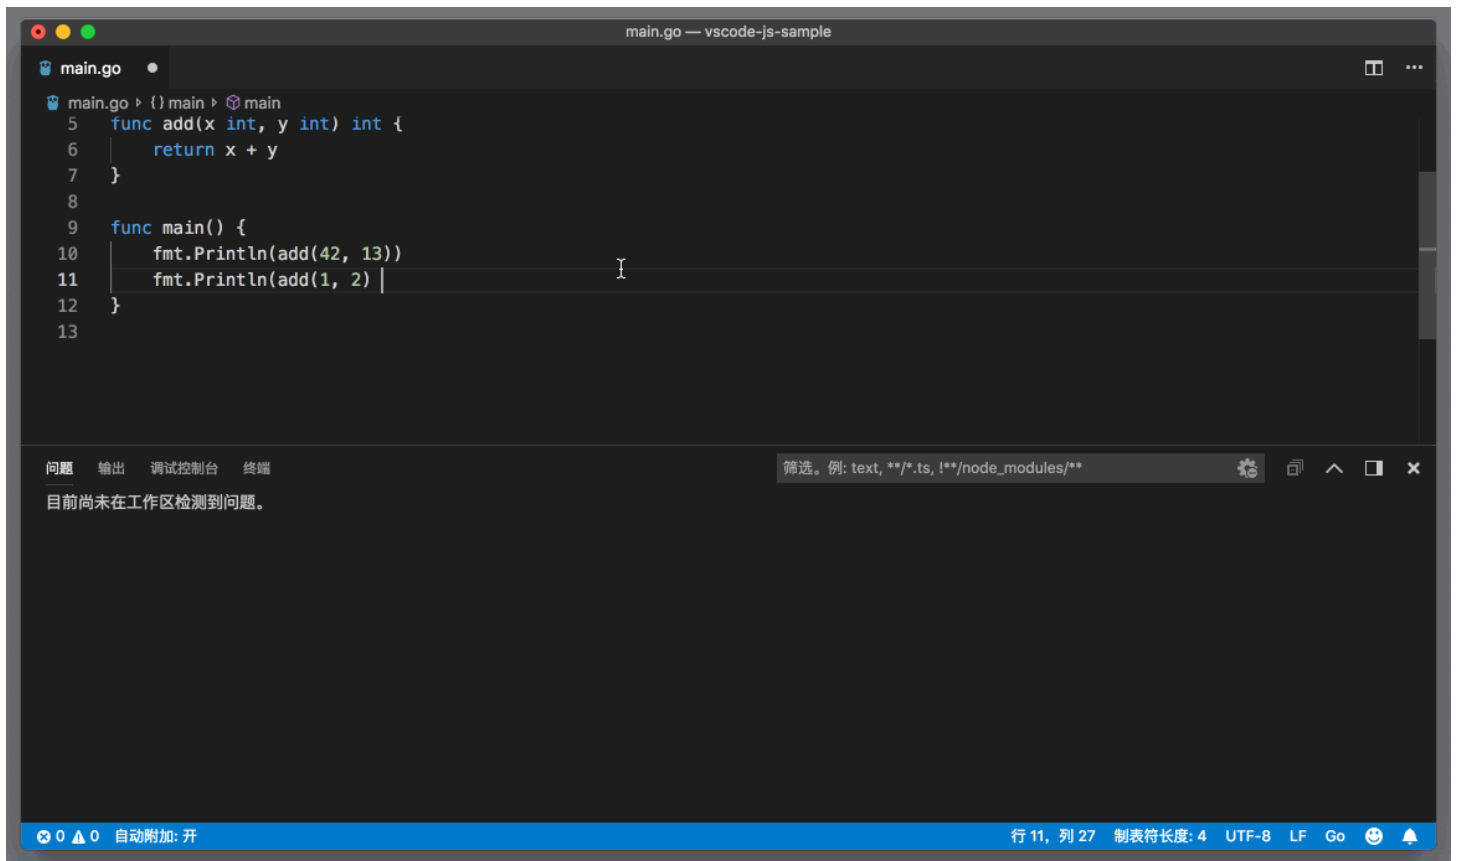 main.go — vscode-js-sample
main.go
main.go {} main main
5 func add(x int, y int) int {
6 return x + y
7 }
8
9 func main() {
10 fmt.Println(add(42, 13))
11 fmt.Println(add(1, 2)
12 }
13
问题 输出 调试控制台 终端 筛选。例: text, **/*.ts, !**/node_modules/**
目前尚未在工作区检测到问题。
0 0 自动附加: 开 行 11，列 27 制表符长度: 4 UTF-8 LF Go